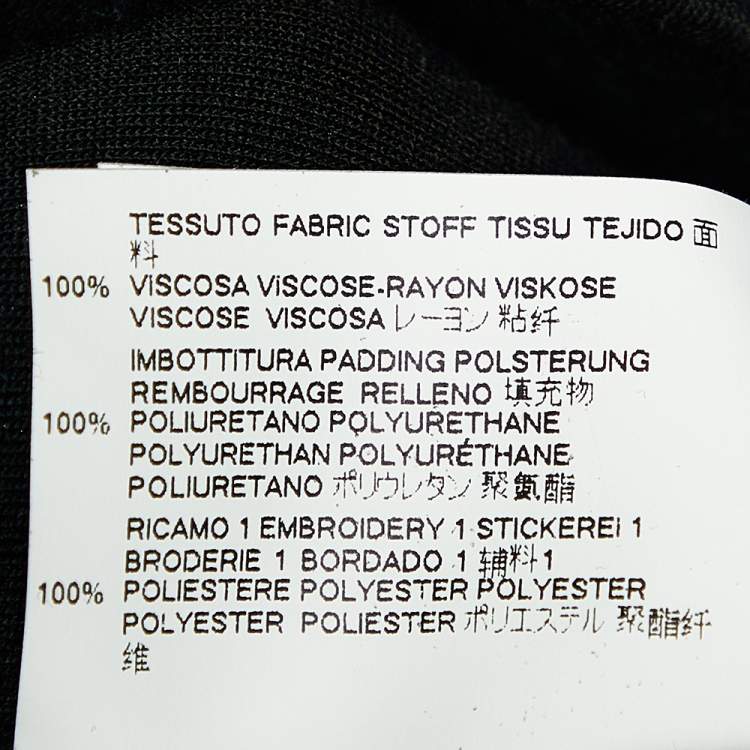 TESSUTO FABRIC STOFF TISSU TEJIDO 面
料
100% ViSCOSA ViSCOSE-RAYON VISKOSE
VISCOSE VISCOSA レーヨン 粘纤
IMBOTTITURA PADDING POLSTERUNG
REMBOURRAGE RELLENO 填充物
100% POLIURETANO POLYURETHANE
POLYURETHAN POLYURÉTHANE
POLIURETANO ポリウレタン 聚氨酯
RICAMO 1 EMBROIDERY 1 STICKEREI 1
BRODERIE 1 BORDADO 1 辅料1
100% POLIESTERE POLYESTER POLYESTER
POLYESTER POLIESTER ポリエステル 聚酯纤
维